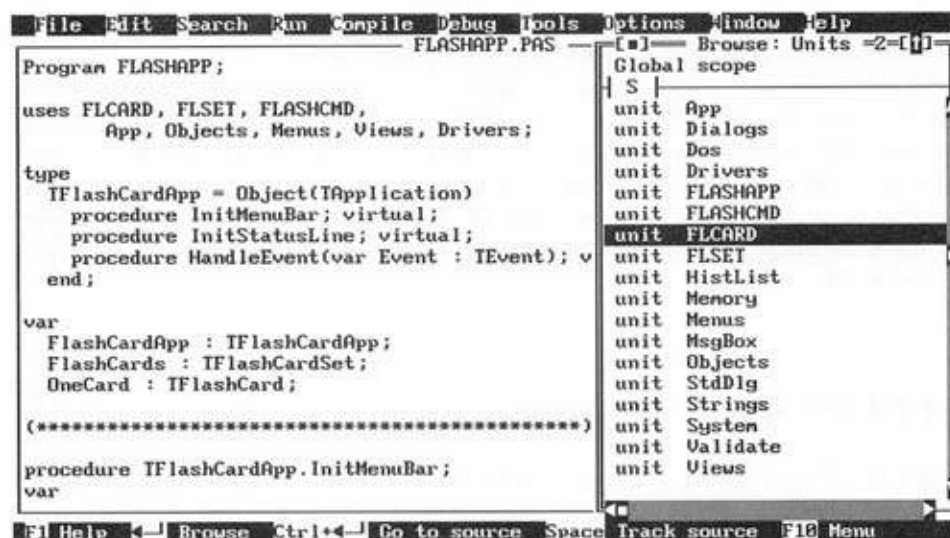 File Edit Search Run Compile Debug Tools Options Window Help
FLASHAPP.PAS
Program FLASHAPP;
uses FLCARD, FLSET, FLASHCMD,
App, Objects, Menus, Views, Drivers;
type
TFlashCardApp = Object(TApplication)
procedure InitMenuBar; virtual;
procedure InitStatusLine; virtual;
procedure HandleEvent(var Event : TEvent); v
end;
var
FlashCardApp : TFlashCardApp;
FlashCards : TFlashCardSet;
OneCard : TFlashCard;
(**********************************************)
procedure TFlashCardApp.InitMenuBar;
var
[■] Browse: Units =2=[↑]
Global scope
S
unit App
unit Dialogs
unit Dos
unit Drivers
unit FLASHAPP
unit FLASHCMD
unit FLCARD
unit FLSET
unit HistList
unit Memory
unit Menus
unit MsgBox
unit Objects
unit StdDlg
unit Strings
unit System
unit Validate
unit Views
F1 Help ◄─┘ Browse Ctrl+◄─┘ Go to source Space Track source F10 Menu